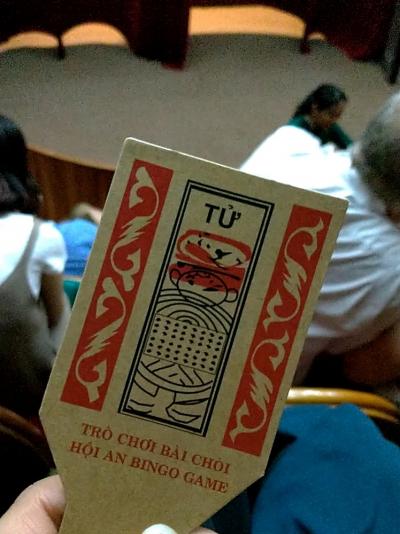 TỬ
TRÒ CHƠI BÀI CHÒI
HỘI AN BINGO GAME